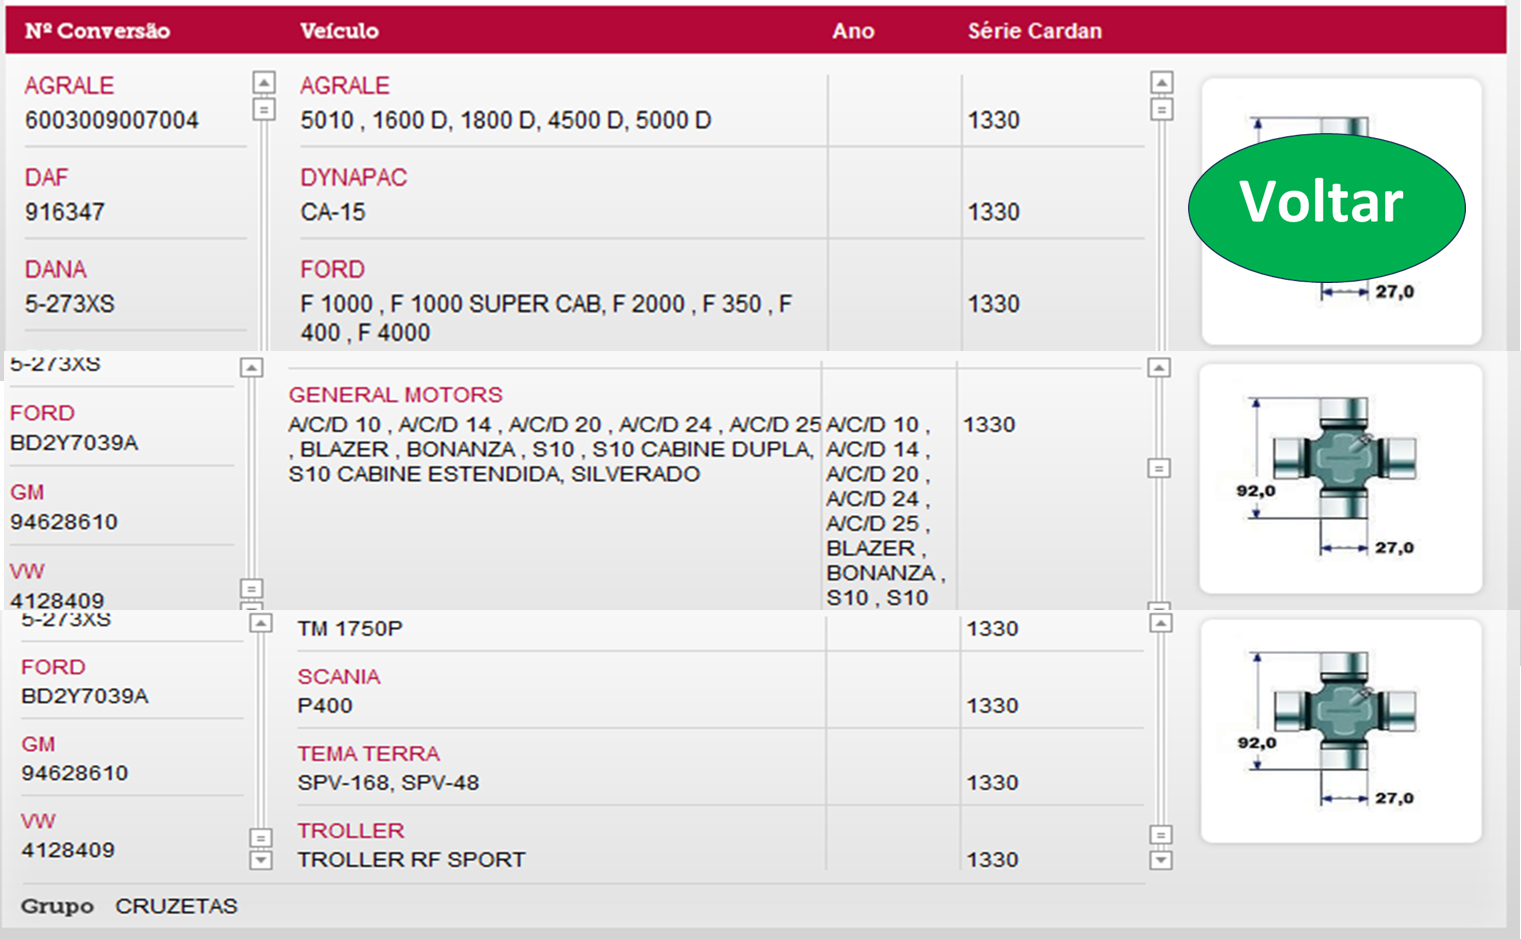 Nº Conversão Veículo Ano Série Cardan
AGRALE AGRALE
6003009007004 5010 , 1600 D, 1800 D, 4500 D, 5000 D 1330
DAF DYNAPAC
916347 CA-15 1330
Voltar
DANA FORD
5-273XS F 1000 , F 1000 SUPER CAB, F 2000 , F 350 , F 1330
400 , F 4000
27,0
5-273XS
GENERAL MOTORS
FORD
A/C/D 10 , A/C/D 14 , A/C/D 20 , A/C/D 24 , A/C/D 25 A/C/D 10 , 1330
BD2Y7039A
, BLAZER , BONANZA , S10 , S10 CABINE DUPLA, A/C/D 14 ,
S10 CABINE ESTENDIDA, SILVERADO A/C/D 20 ,
GM
92,0
A/C/D 24 ,
94628610 A/C/D 25 ,
BLAZER ,
27,0
VW BONANZA ,
4128409 S10 , S10
5-273XS
TM 1750P 1330
FORD
SCANIA
BD2Y7039A P400 1330
GM
92,0
TEMA TERRA
94628610 SPV-168, SPV-48 1330
27,0
VW TROLLER
4128409 TROLLER RF SPORT 1330
Grupo CRUZETAS